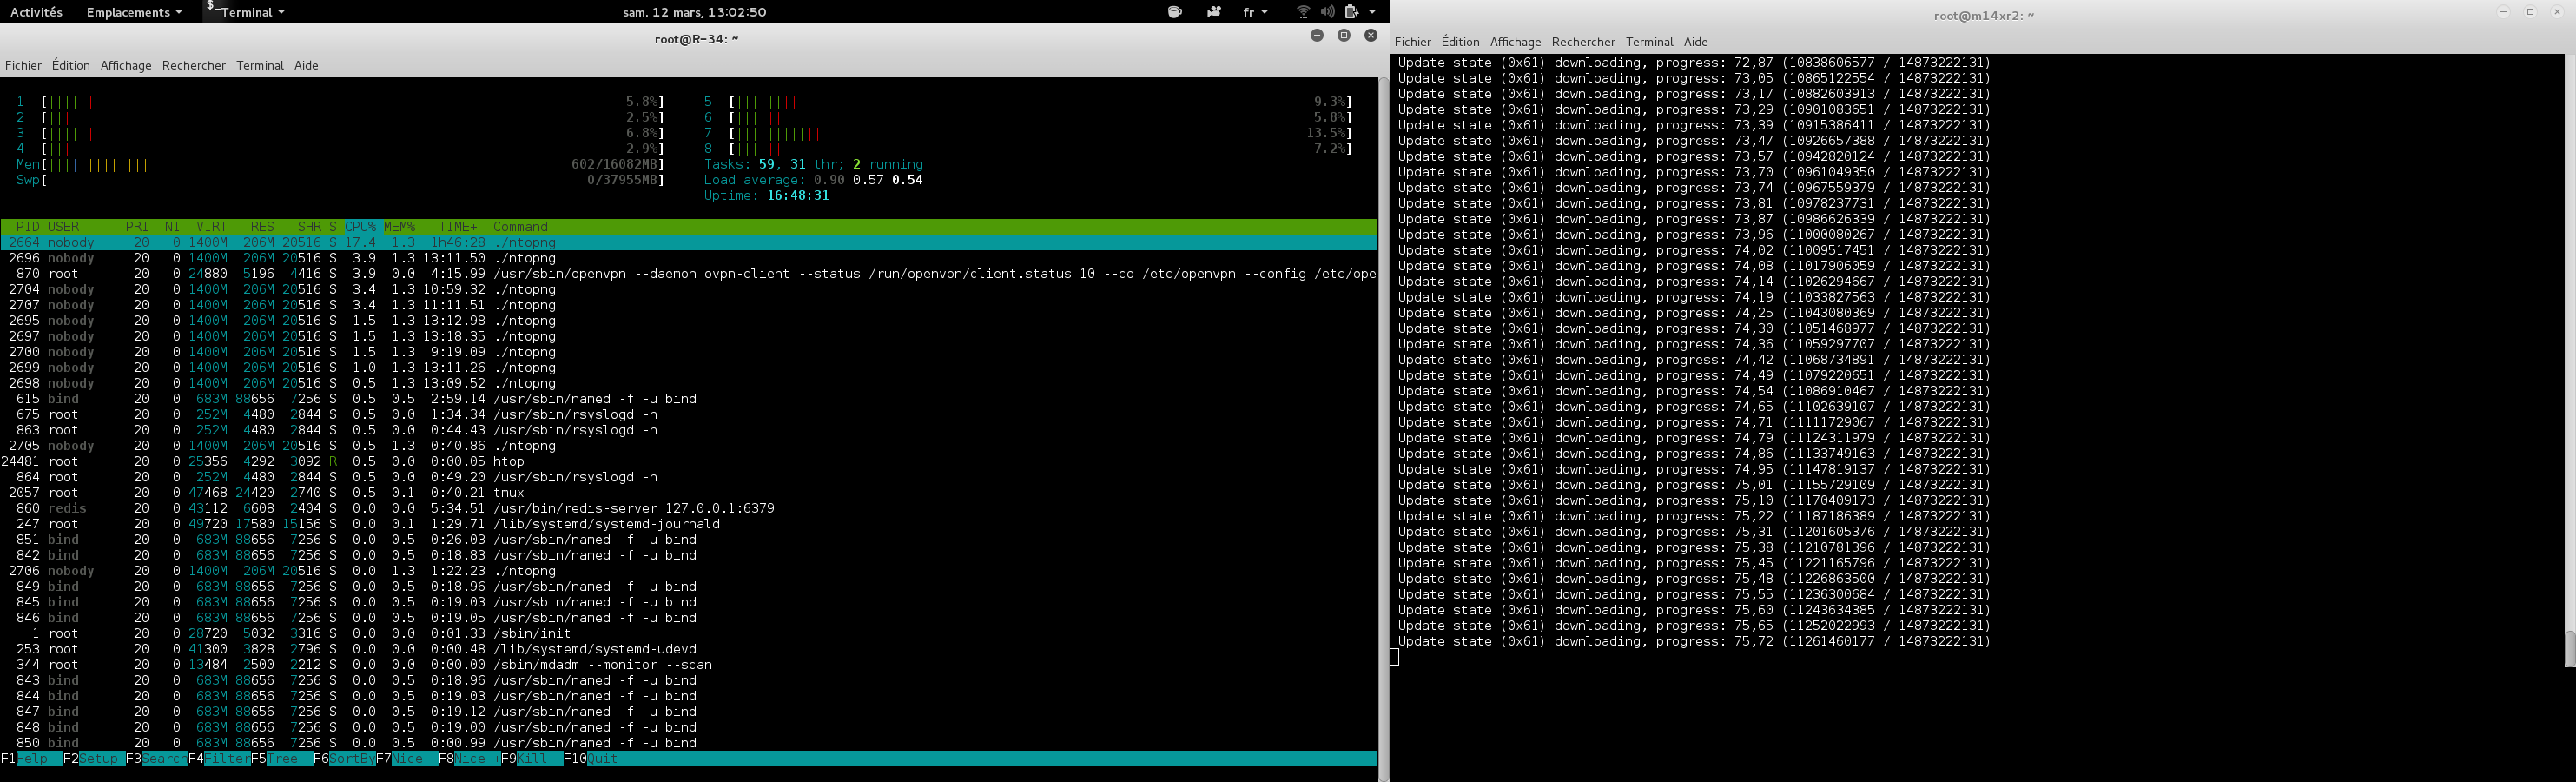 Activités Emplacements Terminal sam. 12 mars, 13:02:50 fr
root@R-34: ~
Fichier Édition Affichage Rechercher Terminal Aide
1 [|||||| 5.8%] 5 [|||||||| 9.3%]
2 [||| 2.5%] 6 [|||||| 5.8%]
3 [|||||| 6.8%] 7 [||||||||||| 13.5%]
4 [||| 2.9%] 8 [|||||| 7.2%]
Mem[||||||||||||| 602/16082MB] Tasks: 59, 31 thr; 2 running
Swp[ 0/37955MB] Load average: 0.90 0.57 0.54
Uptime: 16:48:31
PID USER PRI NI VIRT RES SHR S CPU% MEM% TIME+ Command
2664 nobody 20 0 1400M 206M 20516 S 17.4 1.3 1h46:28 ./ntopng
2696 nobody 20 0 1400M 206M 20516 S 3.9 1.3 13:11.50 ./ntopng
870 root 20 0 24880 5196 4416 S 3.9 0.0 4:15.99 /usr/sbin/openvpn --daemon ovpn-client --status /run/openvpn/client.status 10 --cd /etc/openvpn --config /etc/ope
2704 nobody 20 0 1400M 206M 20516 S 3.4 1.3 10:59.32 ./ntopng
2707 nobody 20 0 1400M 206M 20516 S 3.4 1.3 11:11.51 ./ntopng
2695 nobody 20 0 1400M 206M 20516 S 1.5 1.3 13:12.98 ./ntopng
2697 nobody 20 0 1400M 206M 20516 S 1.5 1.3 13:18.35 ./ntopng
2700 nobody 20 0 1400M 206M 20516 S 1.5 1.3 9:19.09 ./ntopng
2699 nobody 20 0 1400M 206M 20516 S 1.0 1.3 13:11.26 ./ntopng
2698 nobody 20 0 1400M 206M 20516 S 0.5 1.3 13:09.52 ./ntopng
615 bind 20 0 683M 88656 7256 S 0.5 0.5 2:59.14 /usr/sbin/named -f -u bind
675 root 20 0 252M 4480 2844 S 0.5 0.0 1:34.34 /usr/sbin/rsyslogd -n
863 root 20 0 252M 4480 2844 S 0.5 0.0 0:44.43 /usr/sbin/rsyslogd -n
2705 nobody 20 0 1400M 206M 20516 S 0.5 1.3 0:40.86 ./ntopng
24481 root 20 0 25356 4292 3092 R 0.5 0.0 0:00.05 htop
864 root 20 0 252M 4480 2844 S 0.5 0.0 0:49.20 /usr/sbin/rsyslogd -n
2057 root 20 0 47468 24420 2740 S 0.5 0.1 0:40.21 tmux
860 redis 20 0 43112 6608 2404 S 0.0 0.0 5:34.51 /usr/bin/redis-server 127.0.0.1:6379
247 root 20 0 49720 17580 15156 S 0.0 0.1 1:29.71 /lib/systemd/systemd-journald
851 bind 20 0 683M 88656 7256 S 0.0 0.5 0:26.03 /usr/sbin/named -f -u bind
842 bind 20 0 683M 88656 7256 S 0.0 0.5 0:18.83 /usr/sbin/named -f -u bind
2706 nobody 20 0 1400M 206M 20516 S 0.0 1.3 1:22.23 ./ntopng
849 bind 20 0 683M 88656 7256 S 0.0 0.5 0:18.96 /usr/sbin/named -f -u bind
845 bind 20 0 683M 88656 7256 S 0.0 0.5 0:19.03 /usr/sbin/named -f -u bind
846 bind 20 0 683M 88656 7256 S 0.0 0.5 0:19.05 /usr/sbin/named -f -u bind
1 root 20 0 28720 5032 3316 S 0.0 0.0 0:01.33 /sbin/init
253 root 20 0 41300 3828 2796 S 0.0 0.0 0:00.48 /lib/systemd/systemd-udevd
344 root 20 0 13484 2500 2212 S 0.0 0.0 0:00.00 /sbin/mdadm --monitor --scan
843 bind 20 0 683M 88656 7256 S 0.0 0.5 0:18.96 /usr/sbin/named -f -u bind
844 bind 20 0 683M 88656 7256 S 0.0 0.5 0:19.03 /usr/sbin/named -f -u bind
847 bind 20 0 683M 88656 7256 S 0.0 0.5 0:19.12 /usr/sbin/named -f -u bind
848 bind 20 0 683M 88656 7256 S 0.0 0.5 0:19.00 /usr/sbin/named -f -u bind
850 bind 20 0 683M 88656 7256 S 0.0 0.5 0:00.99 /usr/sbin/named -f -u bind
F1Help F2Setup F3SearchF4FilterF5Tree F6SortByF7Nice -F8Nice +F9Kill F10Quit
root@m14xr2: ~
Fichier Édition Affichage Rechercher Terminal Aide
Update state (0x61) downloading, progress: 72,87 (10838606577 / 14873222131)
Update state (0x61) downloading, progress: 73,05 (10865122554 / 14873222131)
Update state (0x61) downloading, progress: 73,17 (10882603913 / 14873222131)
Update state (0x61) downloading, progress: 73,29 (10901083651 / 14873222131)
Update state (0x61) downloading, progress: 73,39 (10915386411 / 14873222131)
Update state (0x61) downloading, progress: 73,47 (10926657388 / 14873222131)
Update state (0x61) downloading, progress: 73,57 (10942820124 / 14873222131)
Update state (0x61) downloading, progress: 73,70 (10961049350 / 14873222131)
Update state (0x61) downloading, progress: 73,74 (10967559379 / 14873222131)
Update state (0x61) downloading, progress: 73,81 (10978237731 / 14873222131)
Update state (0x61) downloading, progress: 73,87 (10986626339 / 14873222131)
Update state (0x61) downloading, progress: 73,96 (11000080267 / 14873222131)
Update state (0x61) downloading, progress: 74,02 (11009517451 / 14873222131)
Update state (0x61) downloading, progress: 74,08 (11017906059 / 14873222131)
Update state (0x61) downloading, progress: 74,14 (11026294667 / 14873222131)
Update state (0x61) downloading, progress: 74,19 (11033827563 / 14873222131)
Update state (0x61) downloading, progress: 74,25 (11043080369 / 14873222131)
Update state (0x61) downloading, progress: 74,30 (11051468977 / 14873222131)
Update state (0x61) downloading, progress: 74,36 (11059297707 / 14873222131)
Update state (0x61) downloading, progress: 74,42 (11068734891 / 14873222131)
Update state (0x61) downloading, progress: 74,49 (11079220651 / 14873222131)
Update state (0x61) downloading, progress: 74,54 (11086910467 / 14873222131)
Update state (0x61) downloading, progress: 74,65 (11102639107 / 14873222131)
Update state (0x61) downloading, progress: 74,71 (11111729067 / 14873222131)
Update state (0x61) downloading, progress: 74,79 (11124311979 / 14873222131)
Update state (0x61) downloading, progress: 74,86 (11133749163 / 14873222131)
Update state (0x61) downloading, progress: 74,95 (11147819137 / 14873222131)
Update state (0x61) downloading, progress: 75,01 (11155729109 / 14873222131)
Update state (0x61) downloading, progress: 75,10 (11170409173 / 14873222131)
Update state (0x61) downloading, progress: 75,22 (11187186389 / 14873222131)
Update state (0x61) downloading, progress: 75,31 (11201605376 / 14873222131)
Update state (0x61) downloading, progress: 75,38 (11210781396 / 14873222131)
Update state (0x61) downloading, progress: 75,45 (11221165796 / 14873222131)
Update state (0x61) downloading, progress: 75,48 (11226863500 / 14873222131)
Update state (0x61) downloading, progress: 75,55 (11236300684 / 14873222131)
Update state (0x61) downloading, progress: 75,60 (11243634385 / 14873222131)
Update state (0x61) downloading, progress: 75,65 (11252022993 / 14873222131)
Update state (0x61) downloading, progress: 75,72 (11261460177 / 14873222131)